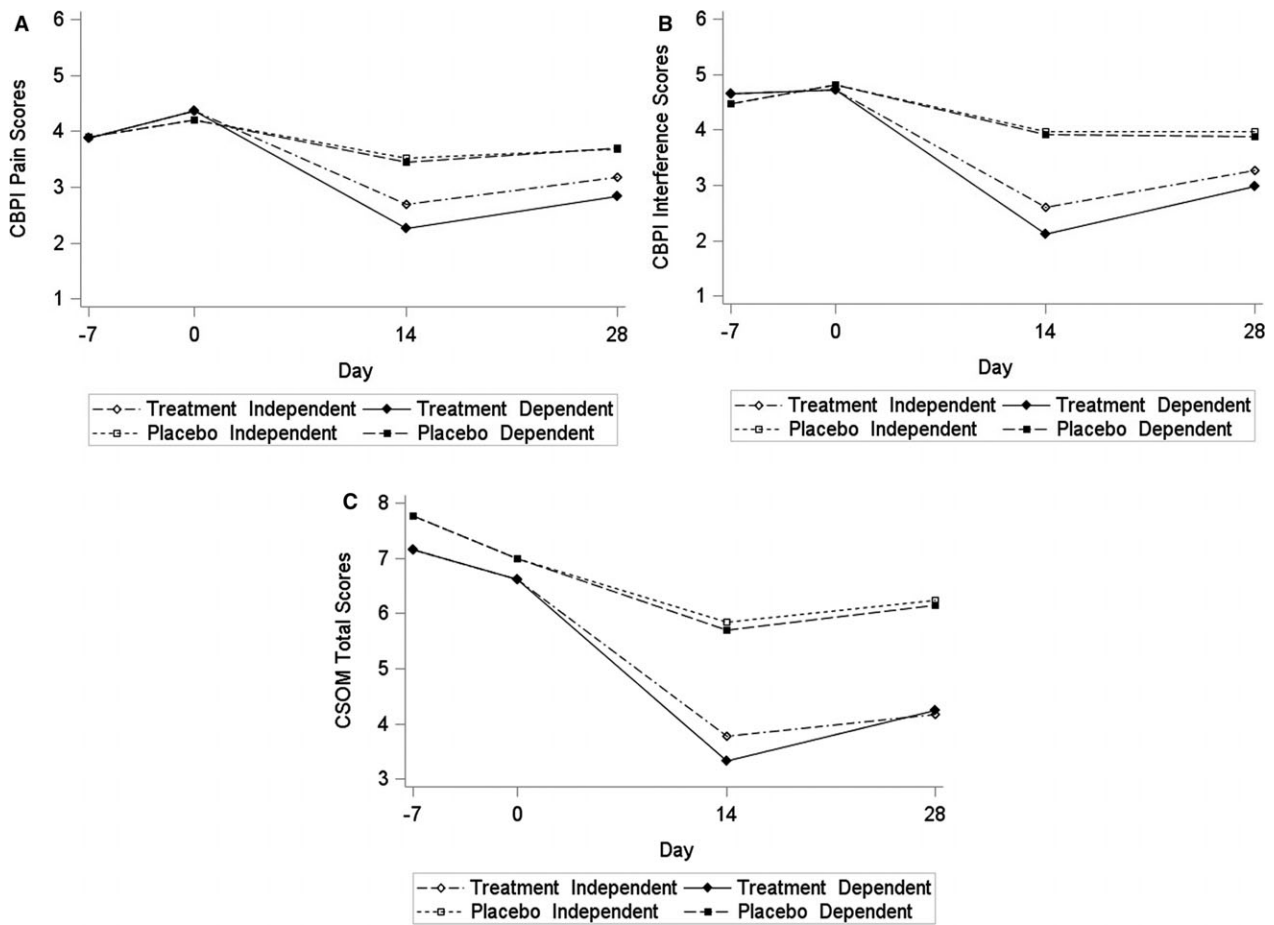 A
CBPI Pain Scores
6
5
4
3
2
1
-7 0 14 28
Day
Treatment Independent Treatment Dependent
Placebo Independent Placebo Dependent
B
CBPI Interference Scores
6
5
4
3
2
1
-7 0 14 28
Day
Treatment Independent Treatment Dependent
Placebo Independent Placebo Dependent
C
CSOM Total Scores
8
7
6
5
4
3
-7 0 14 28
Day
Treatment Independent Treatment Dependent
Placebo Independent Placebo Dependent